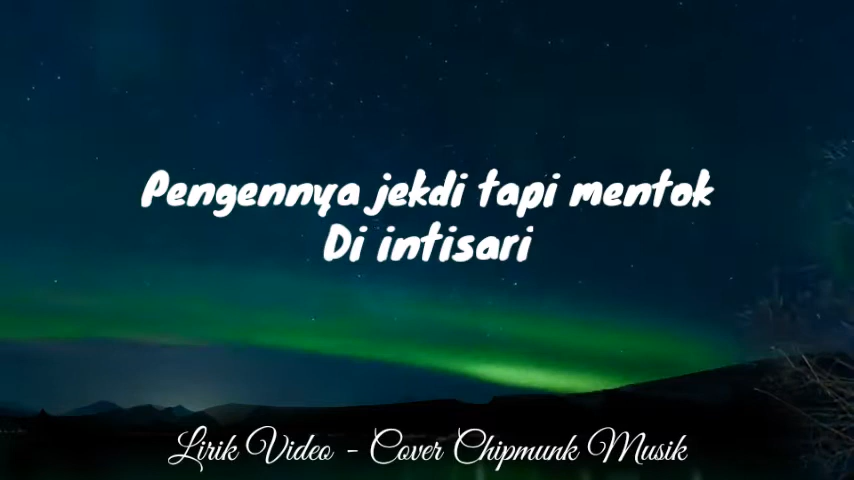 Pengennya jekdi tapi mentok
Di intisari
Lirik Video - Cover Chipmunk Musik